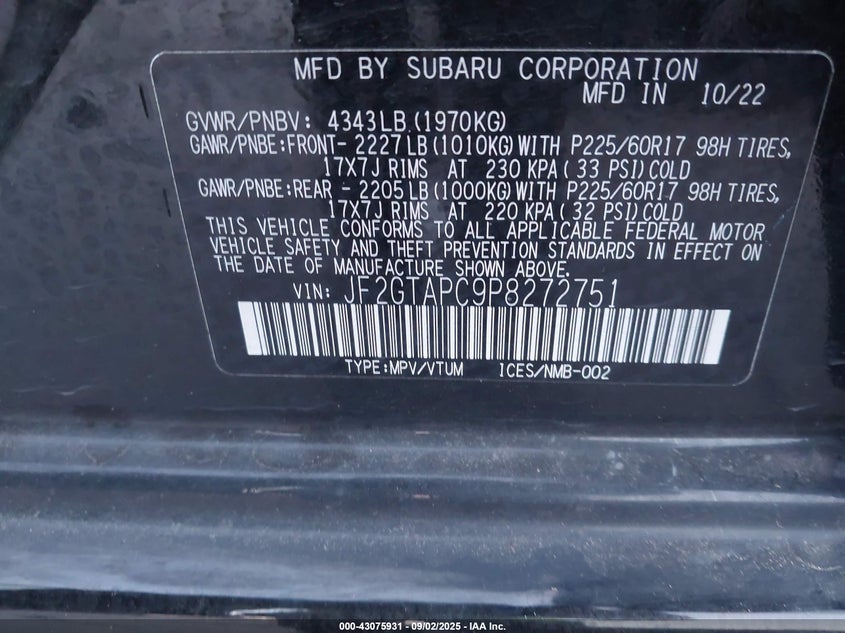 MFD BY SUBARU CORPORATION
MFD IN 10/22
GVWR/PNBV: 4343LB (1970KG)
GAWR/PNBE:FRONT- 2227LB(1010KG)WITH P225/60R17 98H TIRES,
17X7J RIMS AT 230 KPA( 33 PSI)COLD
GAWR/PNBE:REAR - 2205LB(1000KG)WITH P225/60R17 98H TIRES,
17X7J RIMS AT 220 KPA( 32 PSI)COLD
THIS VEHICLE CONFORMS TO ALL APPLICABLE FEDERAL MOTOR
VEHICLE SAFETY AND THEFT PREVENTION STANDARDS IN EFFECT ON
THE DATE OF MANUFACTURE SHOWN ABOVE.
VIN: JF2GTAPC9P8272751
TYPE:MPV/VTUM ICES/NMB-002
000-43075931 - 09/02/2025 - IAA Inc.